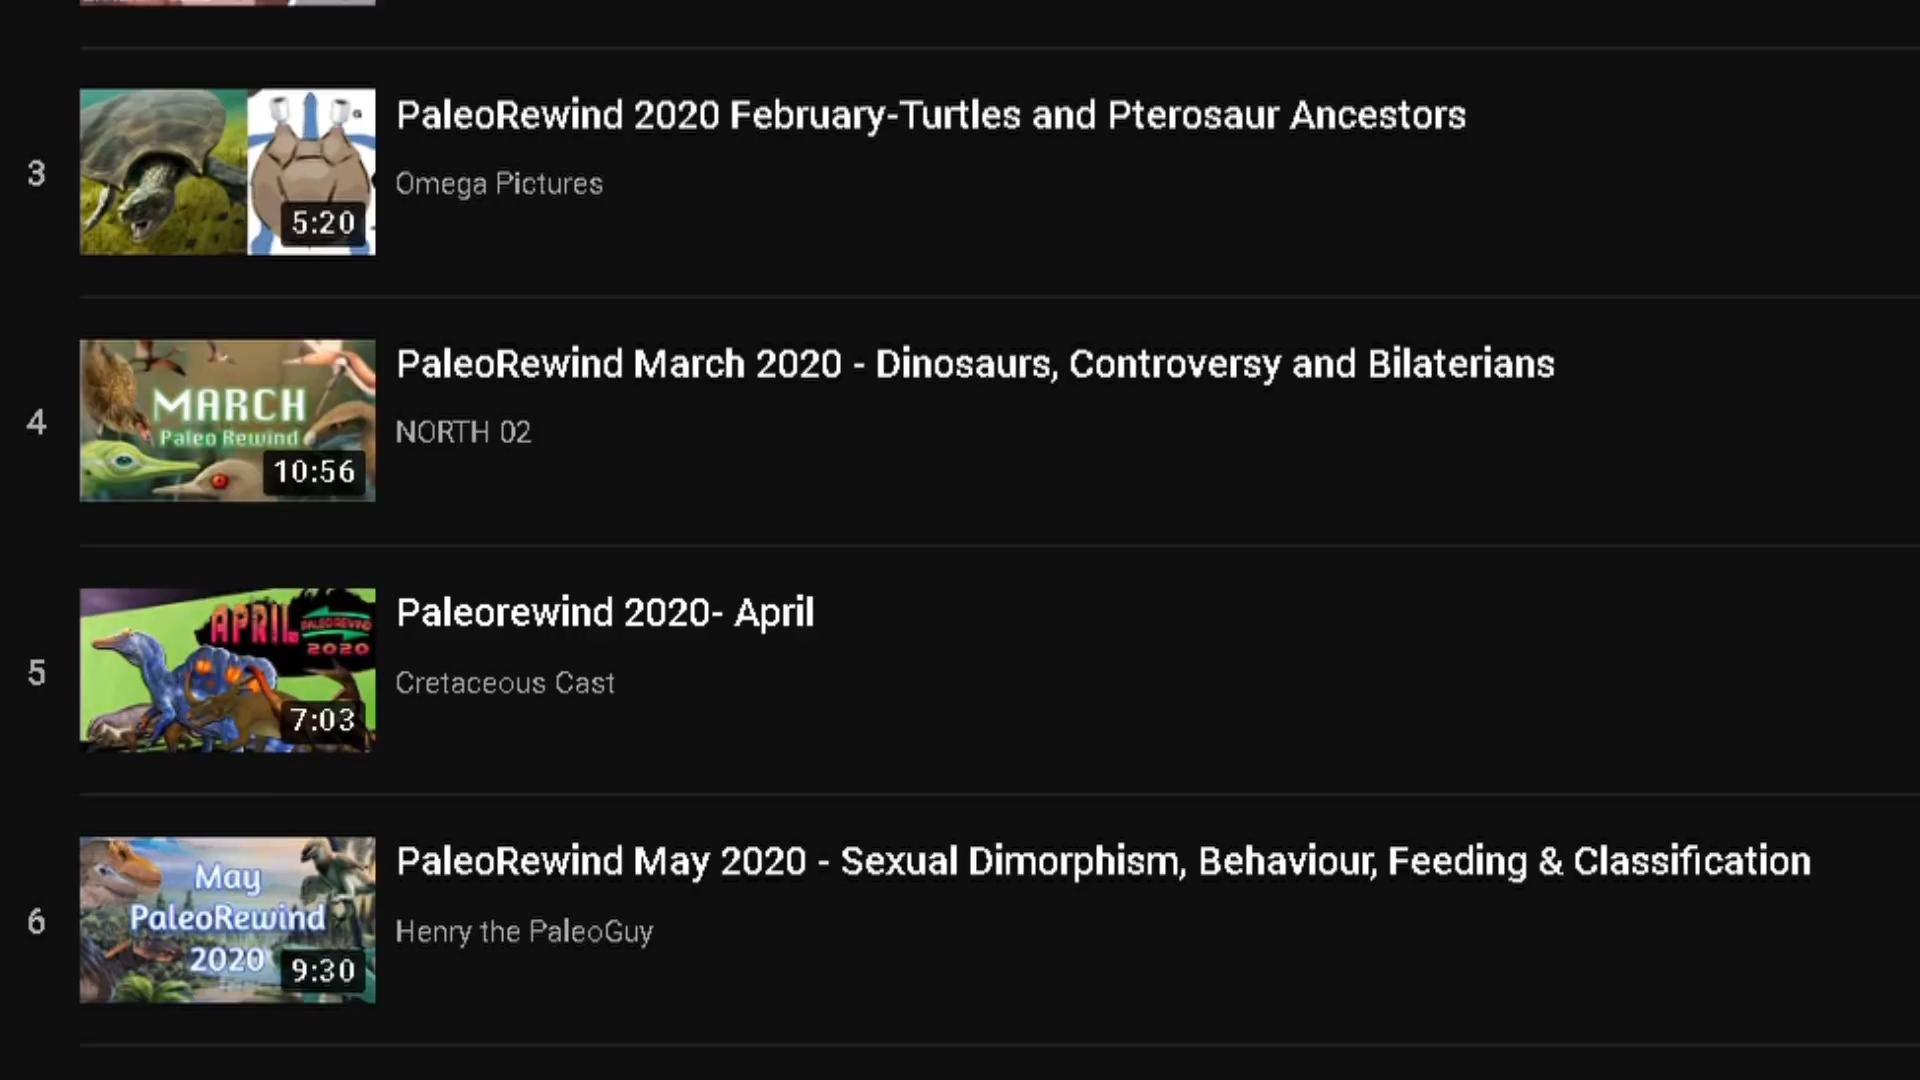 3
5:20
PaleoRewind 2020 February-Turtles and Pterosaur Ancestors
Omega Pictures
4
MARCH
Paleo Rewind
10:56
PaleoRewind March 2020 - Dinosaurs, Controversy and Bilaterians
NORTH 02
5
APRIL
PALEO REWIND
2020
7:03
Paleorewind 2020- April
Cretaceous Cast
6
May
PaleoRewind
2020
9:30
PaleoRewind May 2020 - Sexual Dimorphism, Behaviour, Feeding & Classification
Henry the PaleoGuy